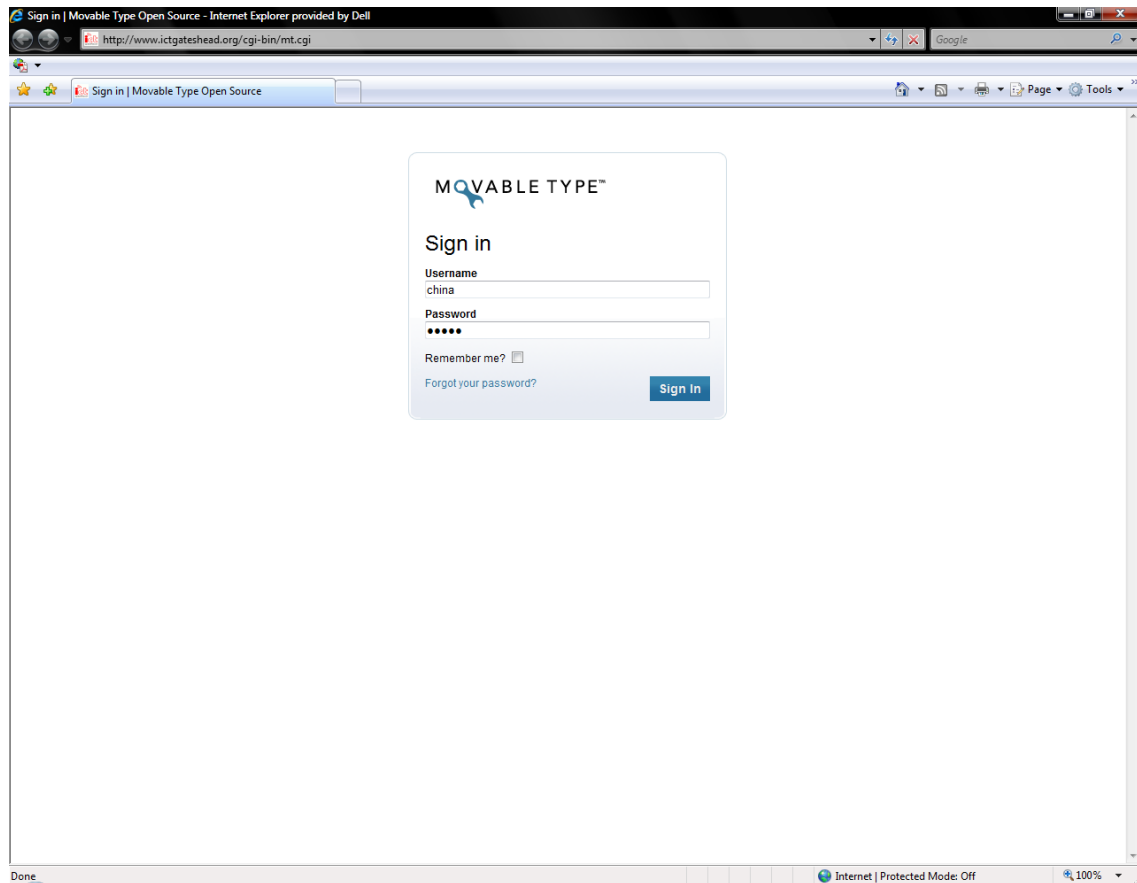 Sign in | Movable Type Open Source - Internet Explorer provided by Dell
http://www.ictgateshead.org/cgi-bin/mt.cgi
Google
Sign in | Movable Type Open Source
Page
Tools
MOVABLE TYPE™
Sign in
Username
china
Password
•••••
Remember me?
Forgot your password?
Sign In
Done
Internet | Protected Mode: Off
100%